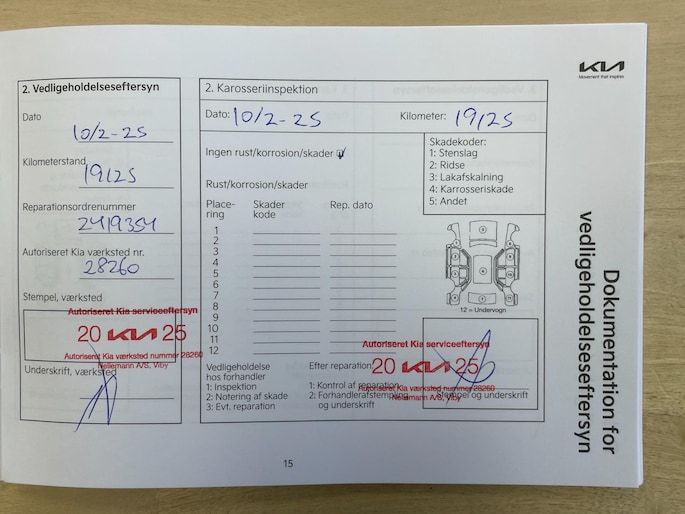 KIA
Movement that inspires
Dokumentation for
vedligeholdelseseftersyn
2. Vedligeholdelseseftersyn
Dato
10/2-25
Kilometerstand
19125
Reparationsordrenummer
2419354
Autoriseret Kia værksted nr.
28260
Stempel, værksted
Autoriseret Kia serviceeftersyn
20 KIA 25
Autoriseret Kia værksted nummer 28260
Nellemann A/S, Viby
Underskrift, værksted
2. Karosseriinspektion
Dato: 10/2-25 Kilometer: 19125
Ingen rust/korrosion/skader
Rust/korrosion/skader
Skadekoder:
1: Stenslag
2: Ridse
3: Lakafskalning
4: Karrosseriskade
5: Andet
Place-
ring
Skader
kode
Rep. dato
1
2
3
4
5
6
7
8
9
10
11
12
12 = Undervogn
Vedligeholdelse
hos forhandler
1: Inspektion
2: Notering af skade
3: Evt. reparation
Efter reparation
1: Kontrol af reparation
2: Forhandlerafstempling
og underskrift
Autoriseret Kia serviceeftersyn
20 KIA 25
Autoriseret Kia værksted nummer 28260
Nellemann A/S, Viby
Stempel og underskrift
15